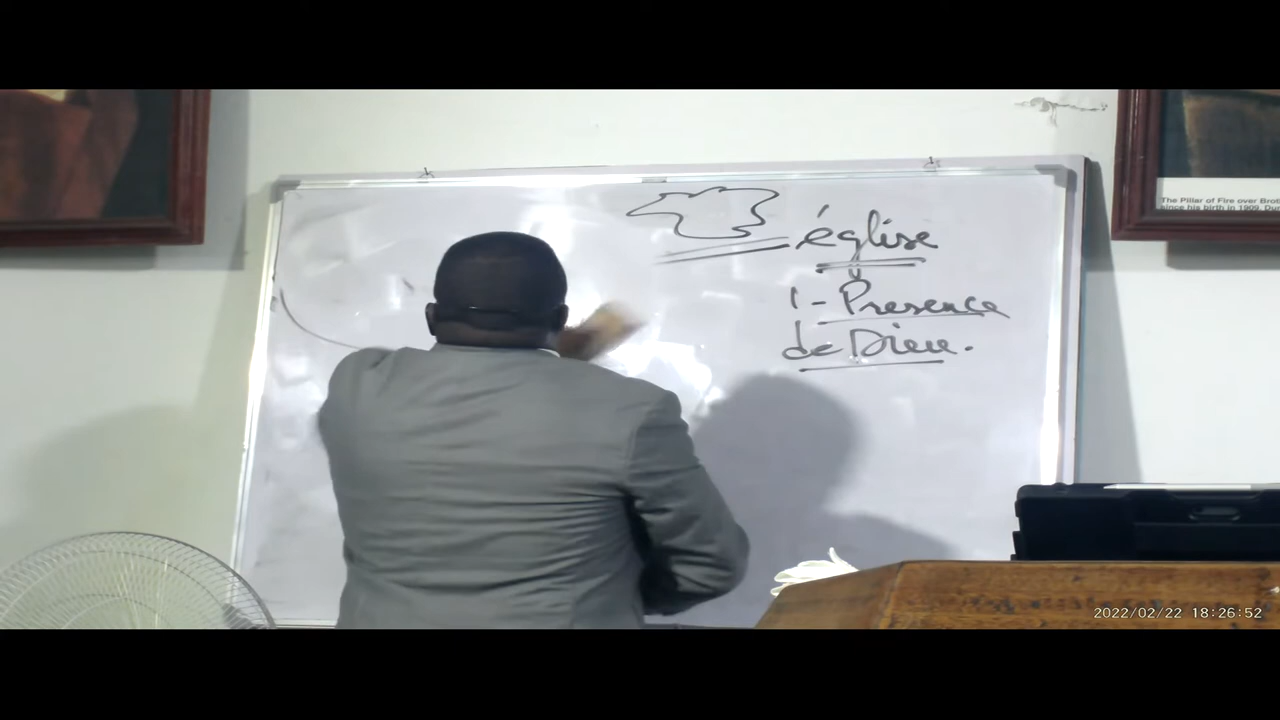 église
1 - Presence
de Dieu.
The Pillar of Fire over Brot
since his birth in 1909. Du
2022/02/22 18:26:52